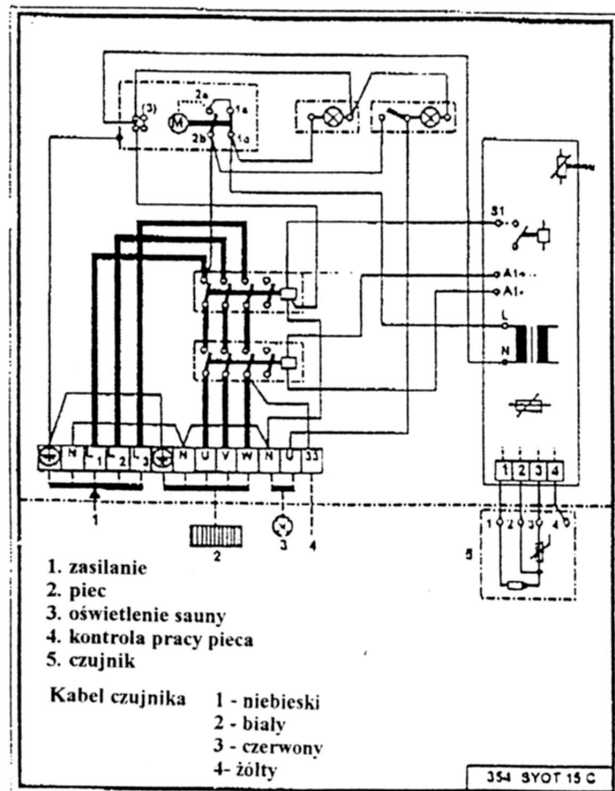 (3)
2a
1a
M
2b
S1
A1
A1
L
N
N L1 L2 L3 N U V W N U 33
1 2 3 4
1 2 3 4
1
2
3
4
5
1. zasilanie
2. piec
3. oświetlenie sauny
4. kontrola pracy pieca
5. czujnik
Kabel czujnika 1 - niebieski
2 - biały
3 - czerwony
4- żółty
354 SYOT 15 C